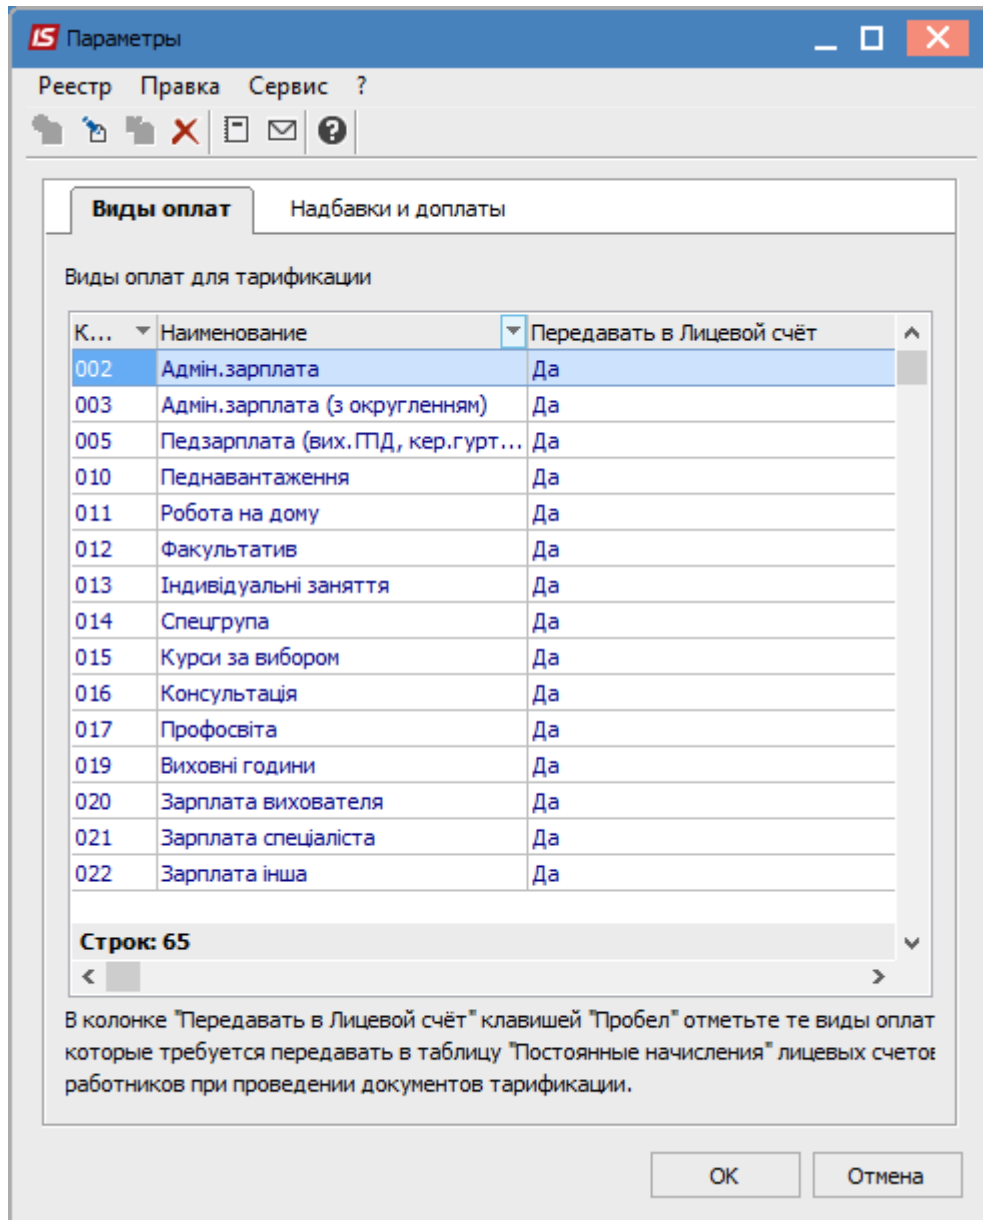 IS Параметры
Реестр Правка Сервис ?
Виды оплат Надбавки и доплаты
Виды оплат для тарификации
К... Наименование Передавать в Лицевой счёт
002 Адмін.зарплата Да
003 Адмін.зарплата (з округленням) Да
005 Педзарплата (вих.ГПД, кер.гурт... Да
010 Педнавантаження Да
011 Робота на дому Да
012 Факультатив Да
013 Індивідуальні заняття Да
014 Спецгрупа Да
015 Курси за вибором Да
016 Консультація Да
017 Профосвіта Да
019 Виховні години Да
020 Зарплата вихователя Да
021 Зарплата спеціаліста Да
022 Зарплата інша Да
Строк: 65
В колонке "Передавать в Лицевой счёт" клавишей "Пробел" отметьте те виды оплат
которые требуется передавать в таблицу "Постоянные начисления" лицевых счетов
работников при проведении документов тарификации.
OK Отмена